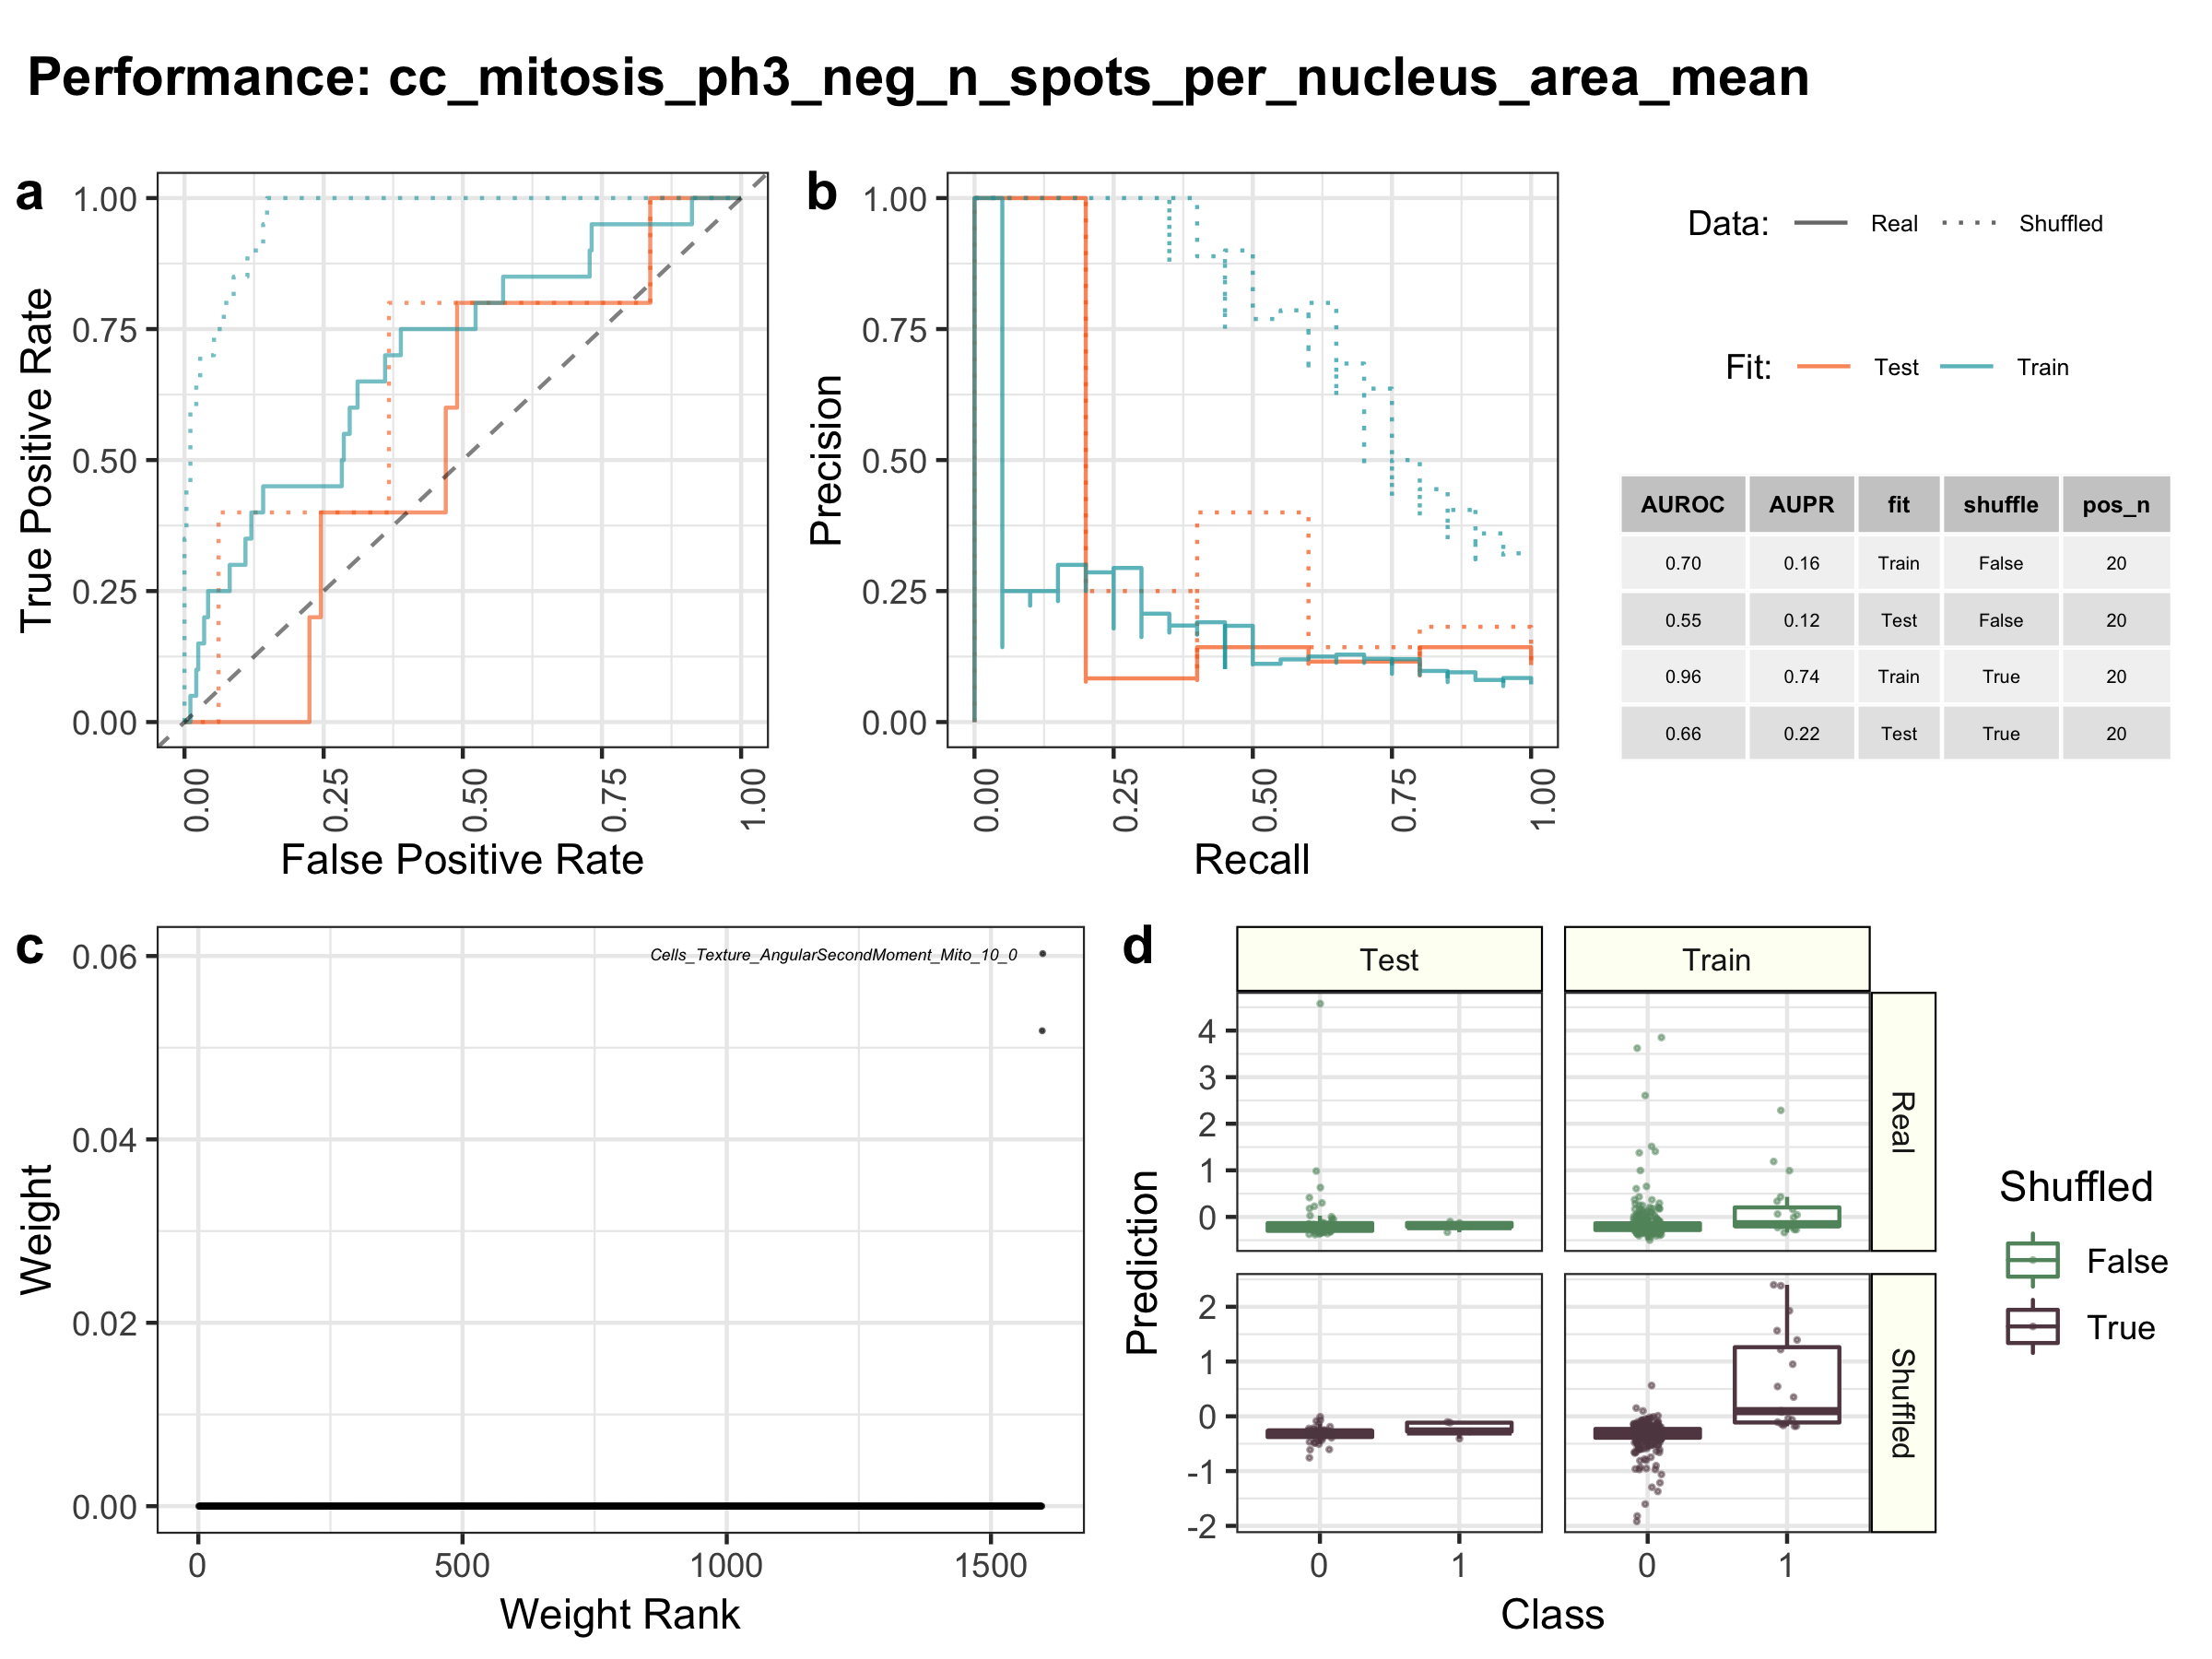 Performance: cc_mitosis_ph3_neg_n_spots_per_nucleus_area_mean
a
True Positive Rate
1.00
0.75
0.50
0.25
0.00
0.00 0.25 0.50 0.75 1.00
False Positive Rate
b
Precision
1.00
0.75
0.50
0.25
0.00
0.00 0.25 0.50 0.75 1.00
Recall
Data: Real Shuffled
Fit: Test Train
AUROC AUPR fit shuffle pos_n
0.70 0.16 Train False 20
0.55 0.12 Test False 20
0.96 0.74 Train True 20
0.66 0.22 Test True 20
c
Weight
0.06
0.04
0.02
0.00
Cells_Texture_AngularSecondMoment_Mito_10_0
0 500 1000 1500
Weight Rank
d
Test Train
Prediction
4
3
2
1
0
Real
2
1
0
-1
-2
Shuffled
0 1 0 1
Class
Shuffled
False
True